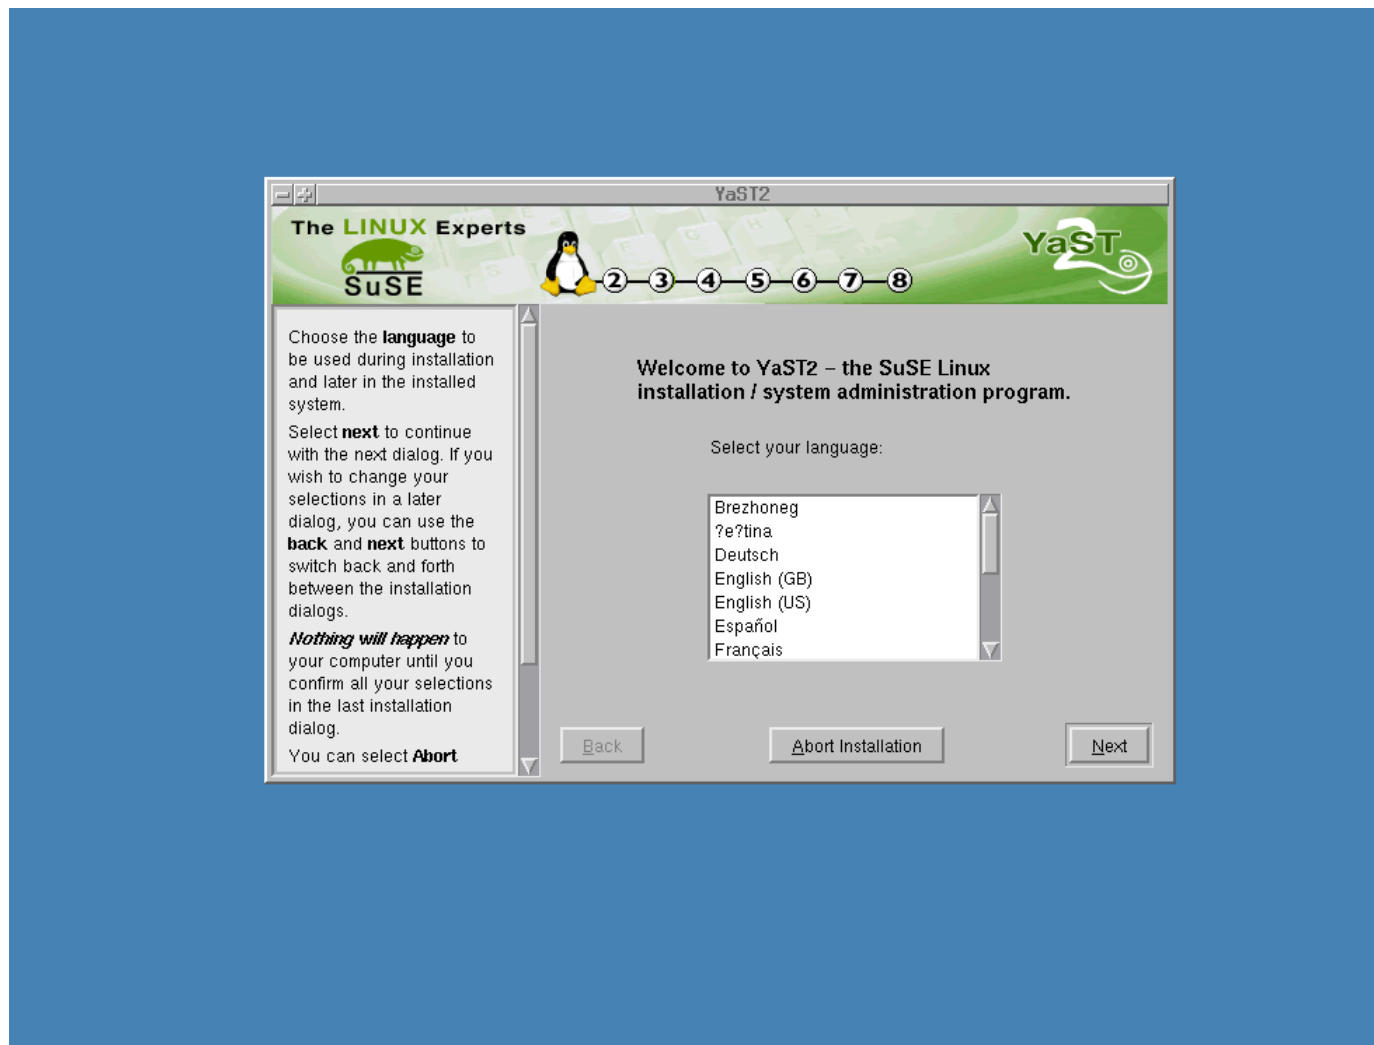 YaST2
The LINUX Experts
SuSE
2 3 4 5 6 7 8
YaST
2
Choose the language to
be used during installation
and later in the installed
system.
Select next to continue
with the next dialog. If you
wish to change your
selections in a later
dialog, you can use the
back and next buttons to
switch back and forth
between the installation
dialogs.
Nothing will happen to
your computer until you
confirm all your selections
in the last installation
dialog.
You can select Abort
Welcome to YaST2 – the SuSE Linux
installation / system administration program.
Select your language:
Brezhoneg
?e?tina
Deutsch
English (GB)
English (US)
Español
Français
Back
Abort Installation
Next